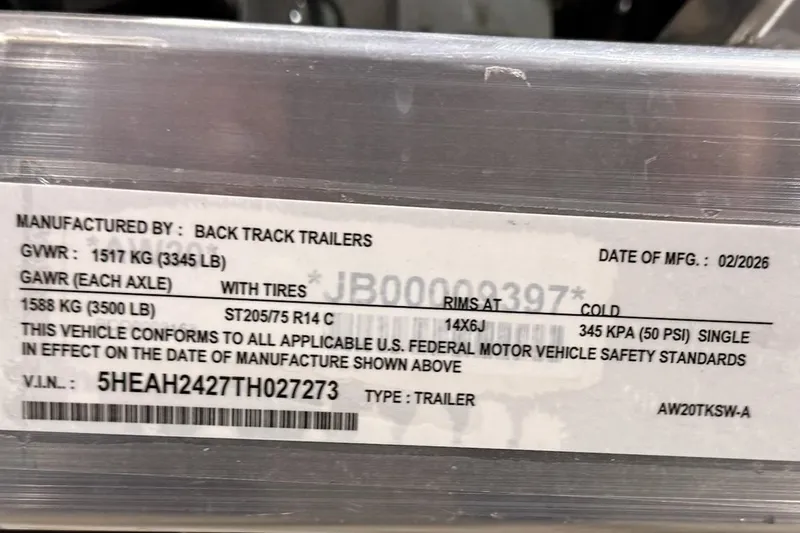 MANUFACTURED BY : BACK TRACK TRAILERS
DATE OF MFG. : 02/2026
*AW20*
GVWR : 1517 KG (3345 LB)
GAWR (EACH AXLE) WITH TIRES RIMS AT COLD
*JB00009397*
1588 KG (3500 LB) ST205/75 R14 C 14X6J 345 KPA (50 PSI) SINGLE
THIS VEHICLE CONFORMS TO ALL APPLICABLE U.S. FEDERAL MOTOR VEHICLE SAFETY STANDARDS
IN EFFECT ON THE DATE OF MANUFACTURE SHOWN ABOVE
V.I.N.. : 5HEAH2427TH027273 TYPE : TRAILER AW20TKSW-A